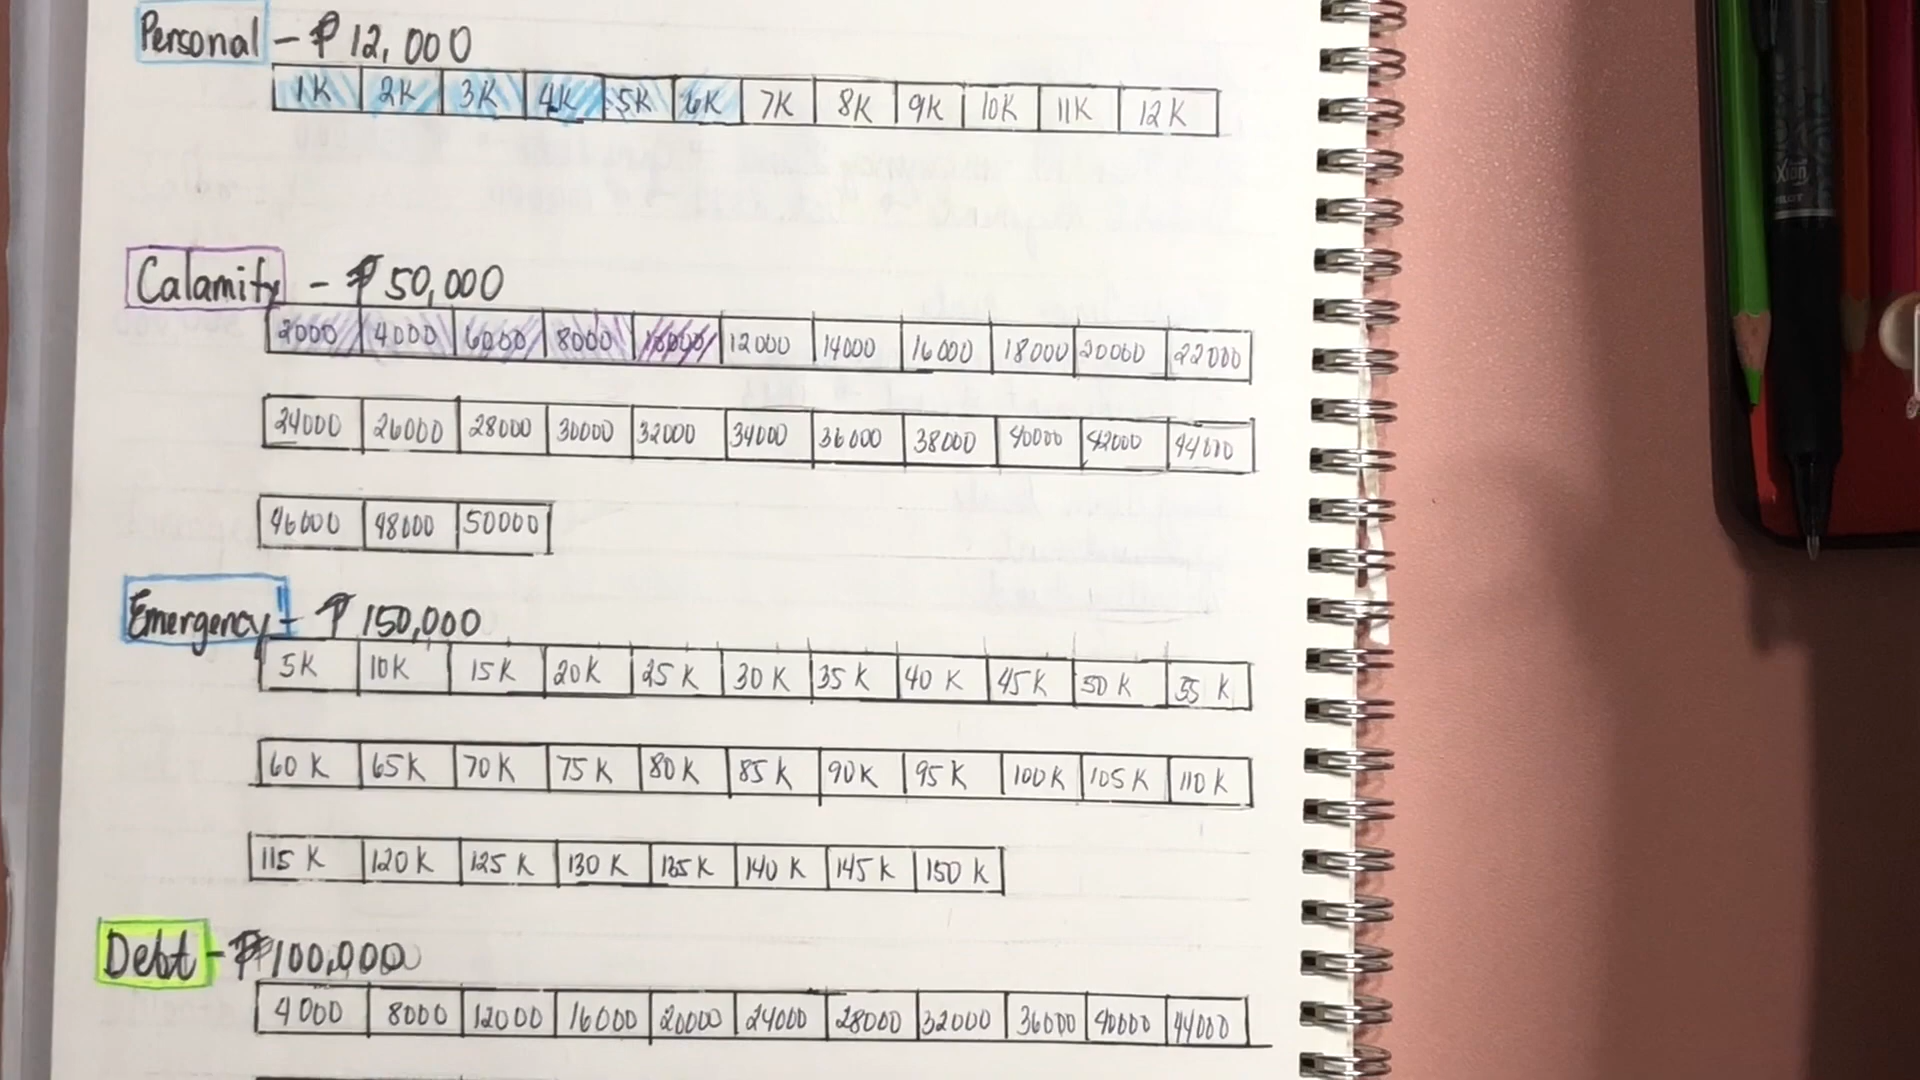 Personal - ₱ 12,000
1K 2K 3K 4K 5K 6K 7K 8K 9K 10K 11K 12K
Calamity - ₱ 50,000
2000 4000 6000 8000 10000 12000 14000 16000 18000 20000 22000
24000 26000 28000 30000 32000 34000 36000 38000 40000 42000 44000
46000 48000 50000
Emergency - ₱ 150,000
5K 10K 15K 20K 25K 30K 35K 40K 45K 50K 55K
60K 65K 70K 75K 80K 85K 90K 95K 100K 105K 110K
115K 120K 125K 130K 135K 140K 145K 150K
Debt - ₱100,000
4000 8000 12000 16000 20000 24000 28000 32000 36000 40000 44000
PILOT